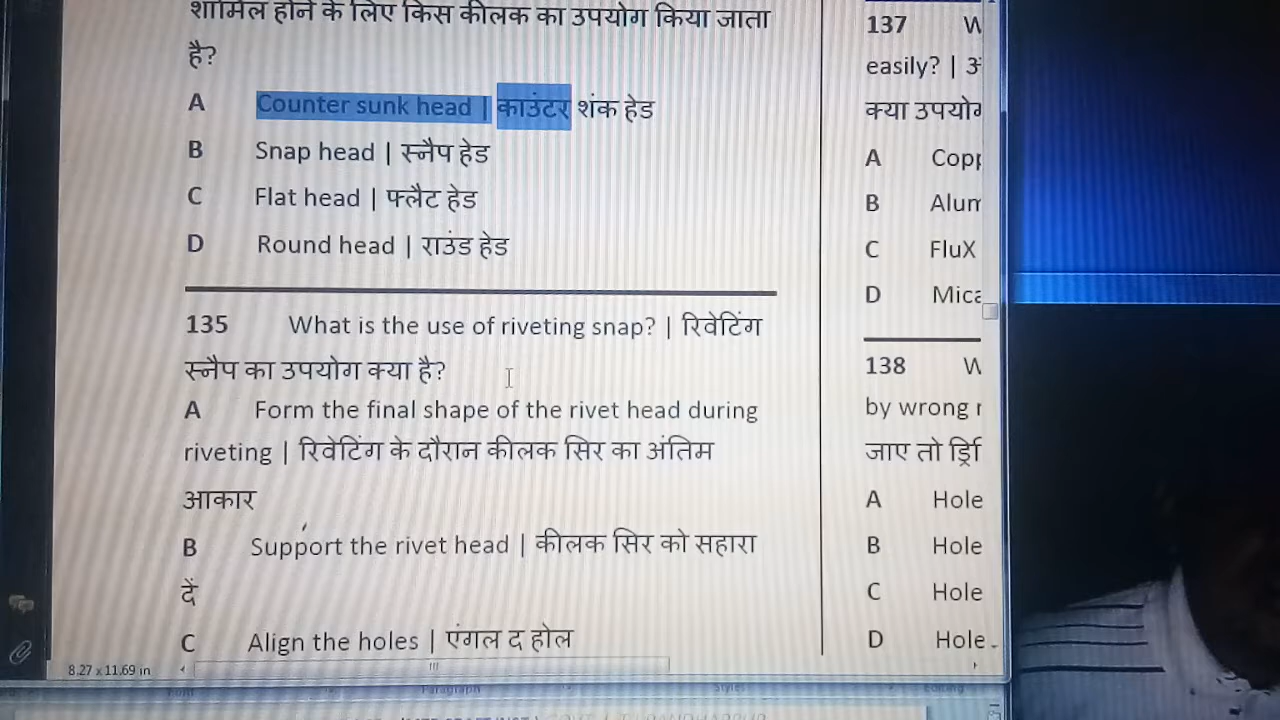 शामिल होने के लिए किस कीलक का उपयोग किया जाता
है?
A Counter sunk head | काउंटर शंक हेड
B Snap head | स्नैप हेड
C Flat head | फ्लैट हेड
D Round head | राउंड हेड
135 What is the use of riveting snap? | रिवेटिंग
स्नैप का उपयोग क्या है?
A Form the final shape of the rivet head during
riveting | रिवेटिंग के दौरान कीलक सिर का अंतिम
आकार
B Support the rivet head | कीलक सिर को सहारा
दें
C Align the holes | एंगल द होल
8.27 x 11.69 in
137
easily? |
क्या उपयोग
A
B
C FluX
D
138
by wrong
जाए तो
A Hole
B Hole
C Hole
D Hole
Paragraph
Styles
Editing